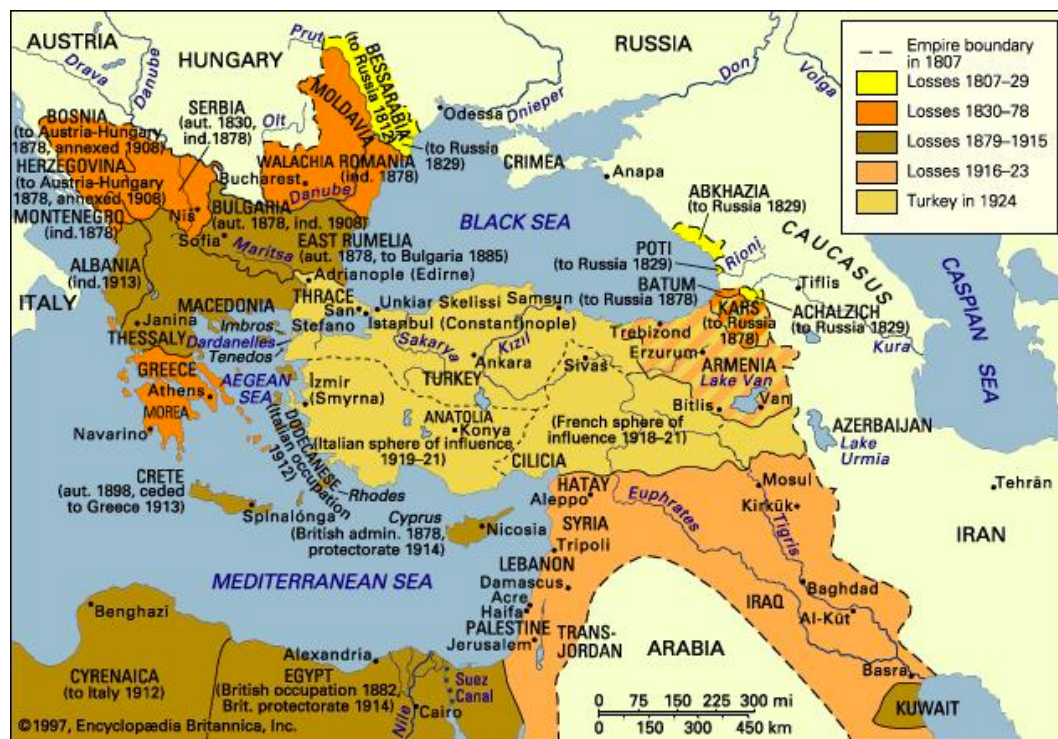 AUSTRIA
Drava
Danube
HUNGARY
Prut
BESSARABIA
(to Russia 1812)
MOLDAVIA
RUSSIA
Don
Volga
Dnieper
Odessa
(to Russia
1829)
CRIMEA
Anapa
Empire boundary
in 1807
Losses 1807–29
Losses 1830–78
Losses 1879–1915
Losses 1916–23
Turkey in 1924
BOSNIA
(to Austria-Hungary
1878, annexed 1908)
HERZEGOVINA
(to Austria-Hungary
1878, annexed 1908)
MONTENEGRO
(ind.1878)
SERBIA
(aut. 1830,
ind.1878)
Olt
WALACHIA
ROMANIA
(ind. 1878)
Bucharest
Danube
Niš
BULGARIA
(aut. 1878, ind. 1908)
Sofia
Maritsa
EAST RUMELIA
(aut. 1878, to Bulgaria 1885)
BLACK SEA
ABKHAZIA
(to Russia 1829)
POTI
(to Russia 1829)
Rioni
BATUM
(to Russia 1878)
CAUCASUS
Tiflis
KARS
(to Russia
1878)
ACHALZICH
(to Russia 1829)
Kura
CASPIAN
SEA
ALBANIA
(ind.1913)
ITALY
Adrianople (Edirne)
MACEDONIA
THRACE
San
Stefano
Unkiar Skelissi
Istanbul (Constantinople)
Samsun
Trebizond
Erzurum
Janina
Imbros
Dardanelles
Tenedos
THESSALY
Sakarya
Kızıl
Ankara
Sivas
ARMENIA
Lake Van
Van
Bitlis
GREECE
AEGEAN
SEA
Athens
MOREA
Navarino
İzmir
(Smyrna)
TURKEY
ANATOLIA
Konya
(Italian sphere of influence
1919–21)
(French sphere of
influence 1918–21)
CILICIA
DODECANESE
(Italian occupation
1912)
Rhodes
AZERBAIJAN
Lake
Urmia
Tehrān
IRAN
CRETE
(aut. 1898, ceded
to Greece 1913)
Spinalónga
Cyprus
(British admin. 1878,
protectorate 1914)
Nicosia
HATAY
Aleppo
SYRIA
Tripoli
Euphrates
Mosul
Kirkūk
Tigris
LEBANON
Damascus
Acre
Haifa
PALESTINE
Jerusalem
TRANS-
JORDAN
Baghdad
IRAQ
Al-Kūt
Basra
KUWAIT
ARABIA
MEDITERRANEAN SEA
Benghazi
CYRENAICA
(to Italy 1912)
Alexandria
EGYPT
(British occupation 1882,
Brit. protectorate 1914)
Suez
Canal
Nile
Cairo
0 75 150 225 300 mi
0 150 300 450 km
©1997, Encyclopædia Britannica, Inc.